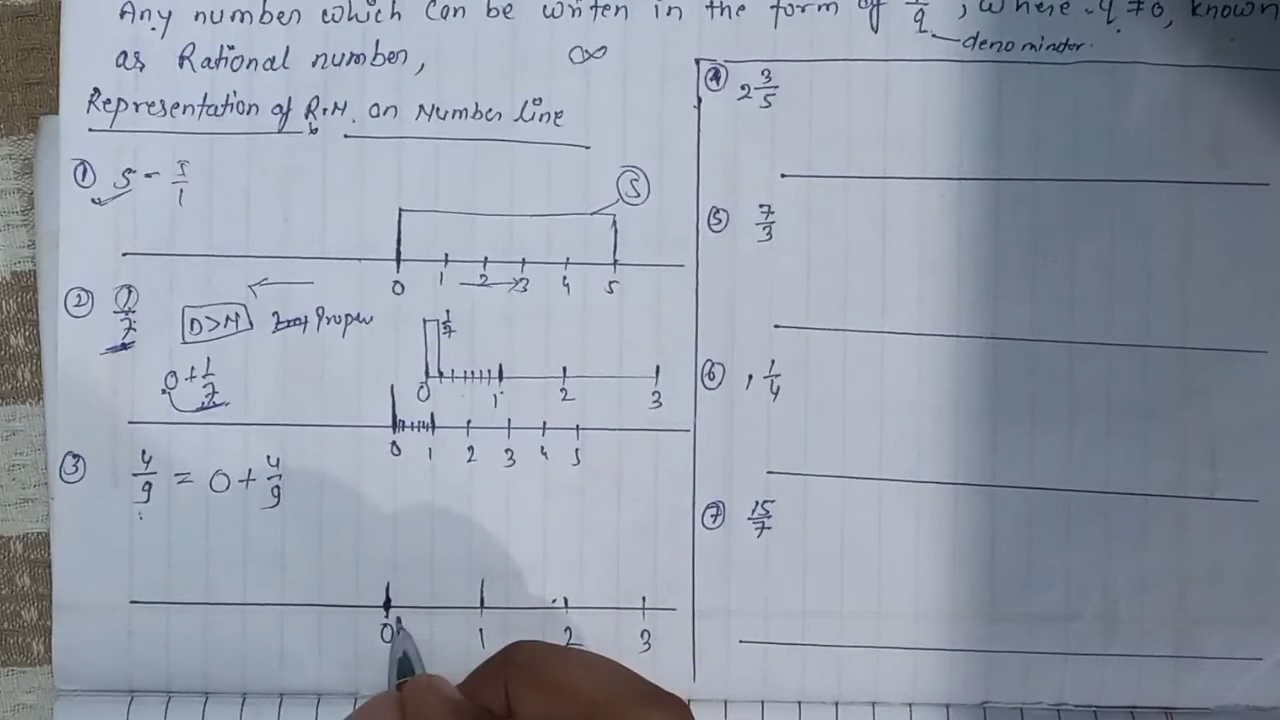 Any number which can be writen in the form of p/q, where q ≠ 0, known
denomindor.
as Rational number, ∞
Representation of R.N. on Number line
① 5 - 5/1
⑤
0 1 2 3 4 5
② 1/7 D>N Proper
1/7
0 + 1/7
0 1 2 3
0 1 2 3 4 5
③ 4/9 = 0 + 4/9
0 1 2 3
④ 2 3/5
⑤ 7/3
⑥ , 1/4
⑦ 15/7